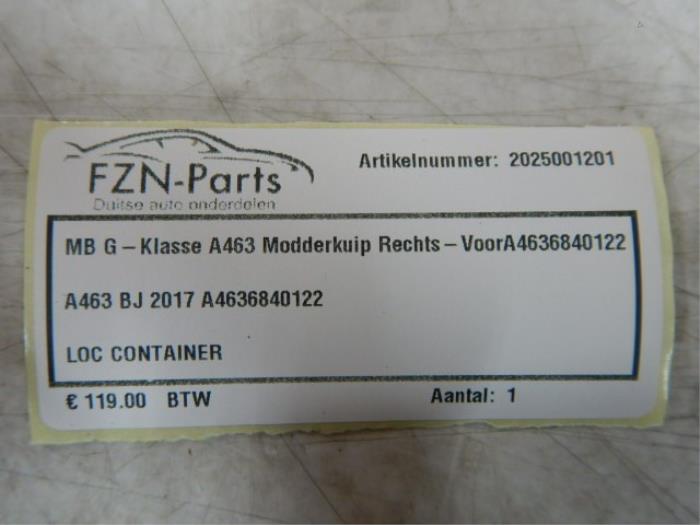 FZN-Parts
Duitse auto onderdelen
Artikelnummer: 2025001201
MB G - Klasse A463 Modderkuip Rechts - VoorA4636840122
A463 BJ 2017 A4636840122
LOC CONTAINER
€ 119.00 BTW
Aantal: 1